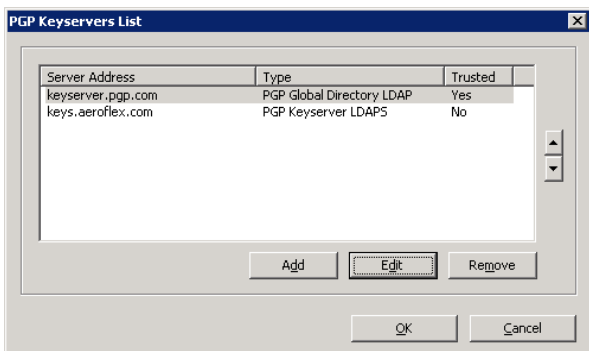 PGP Keyservers List
Server Address Type Trusted
keyserver.pgp.com PGP Global Directory LDAP Yes
keys.aeroflex.com PGP Keyserver LDAPS No
Add Edit Remove
OK Cancel